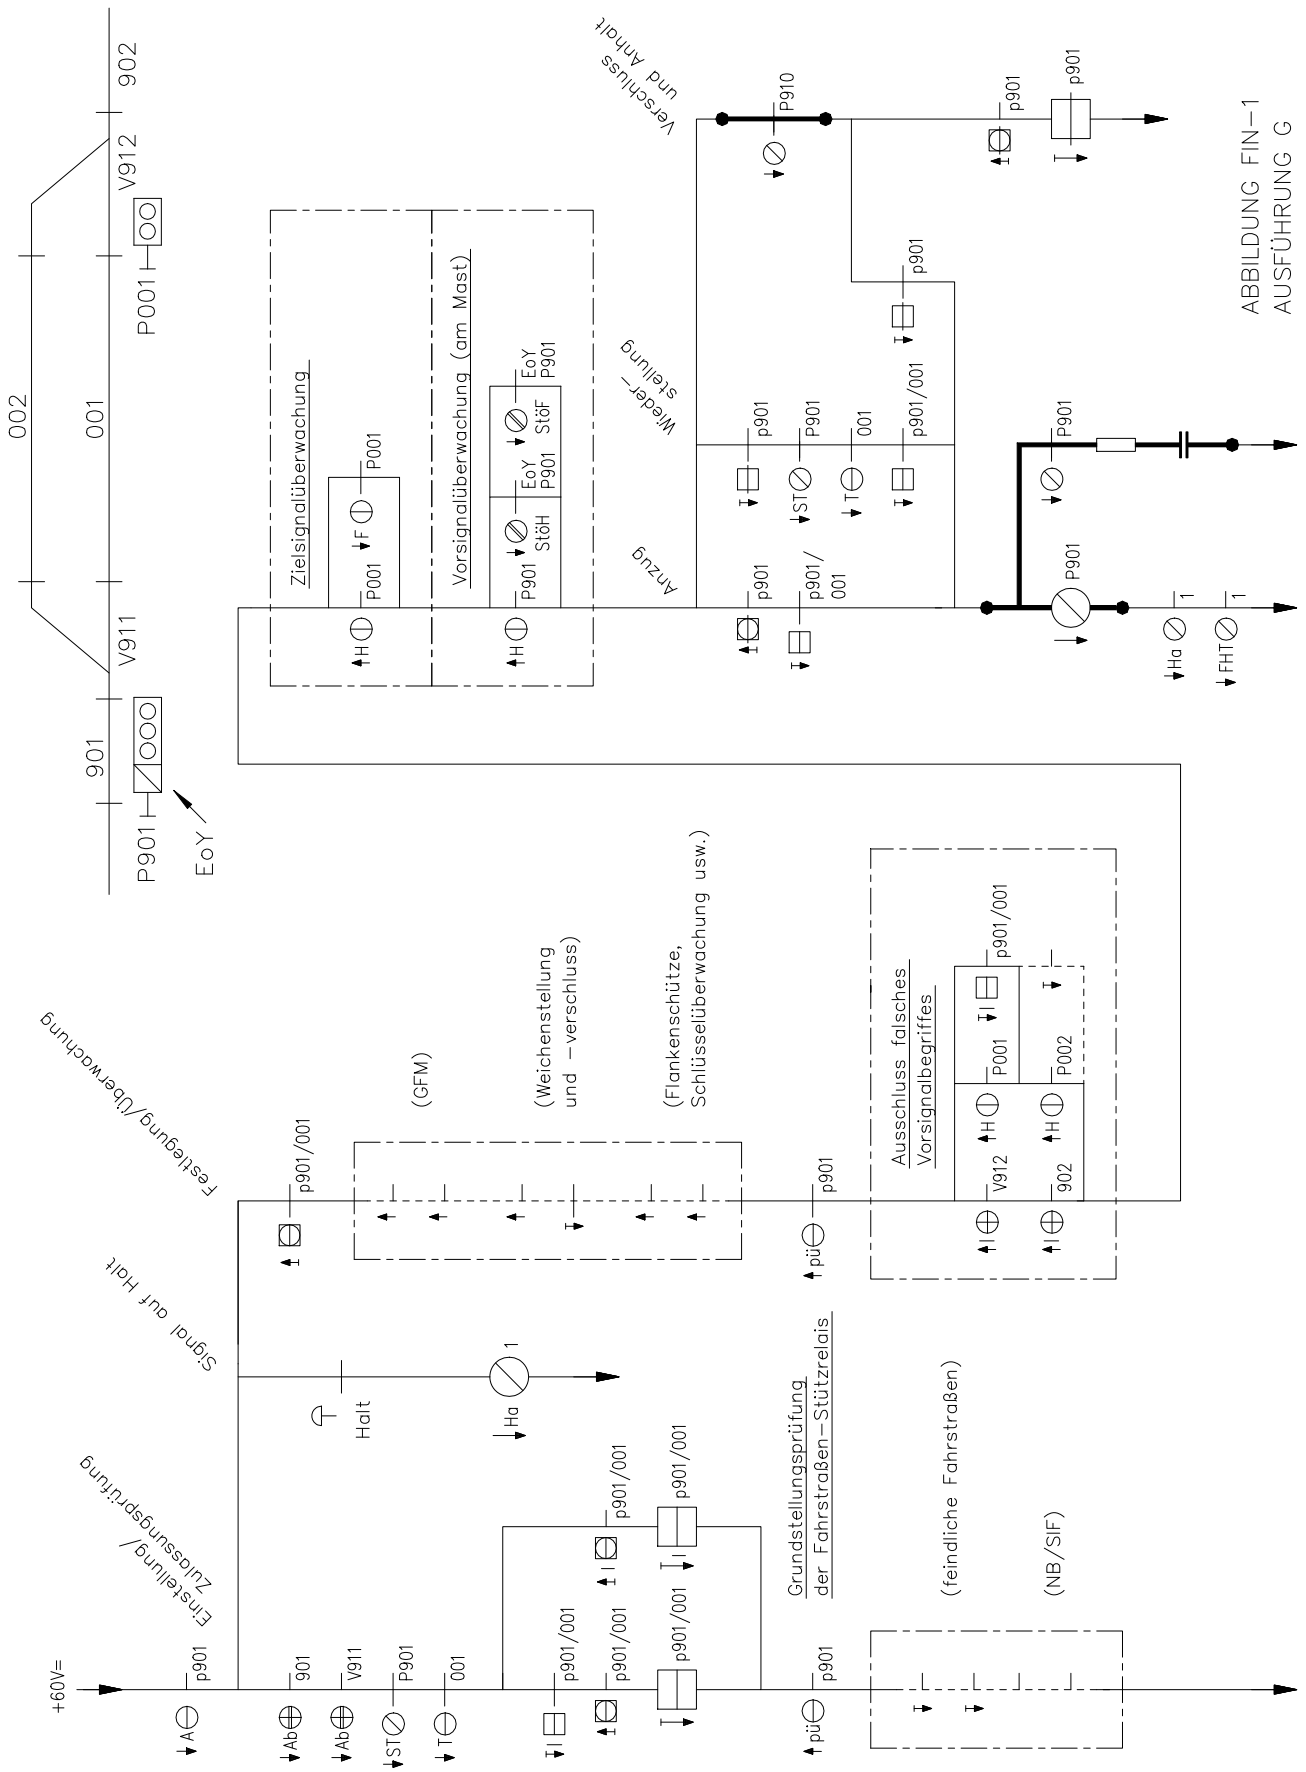 002
901
V911
001
V912
902
P901
P001
EoY
+60V=
Einstellung/
Zulassungsprüfung
Signal auf Halt
Festlegung/Überwachung
Anzug
Wieder-
stellung
Verschluss
und Anhalt
A
p901
Ab
901
Ab
V911
ST
P901
T
001
I
p901/001
p901/001
p901/001
I
p901/001
I
p901/001
pü
p901
Grundstellungsprüfung
der Fahrstraßen-Stützrelais
(feindliche Fahrstraßen)
(NB/SIF)
Halt
Ha
1
p901/001
(GFM)
(Weichenstellung
und -verschluss)
(Flankenschütze,
Schlüsselüberwachung usw.)
pü
p901
Ausschluss falsches
Vorsignalbegriffes
I
V912
H
P001
I
p901/001
I
902
H
P002
Zielsignalüberwachung
H
P001
F
P001
Vorsignalüberwachung (am Mast)
H
P901
StöH
EoY
P901
StöF
EoY
P901
p901
p901/
001
p901
ST
P901
T
001
p901/001
p901
P910
p901
p901
P901
P901
Ha
1
FHT
1
ABBILDUNG FIN-1
AUSFÜHRUNG G